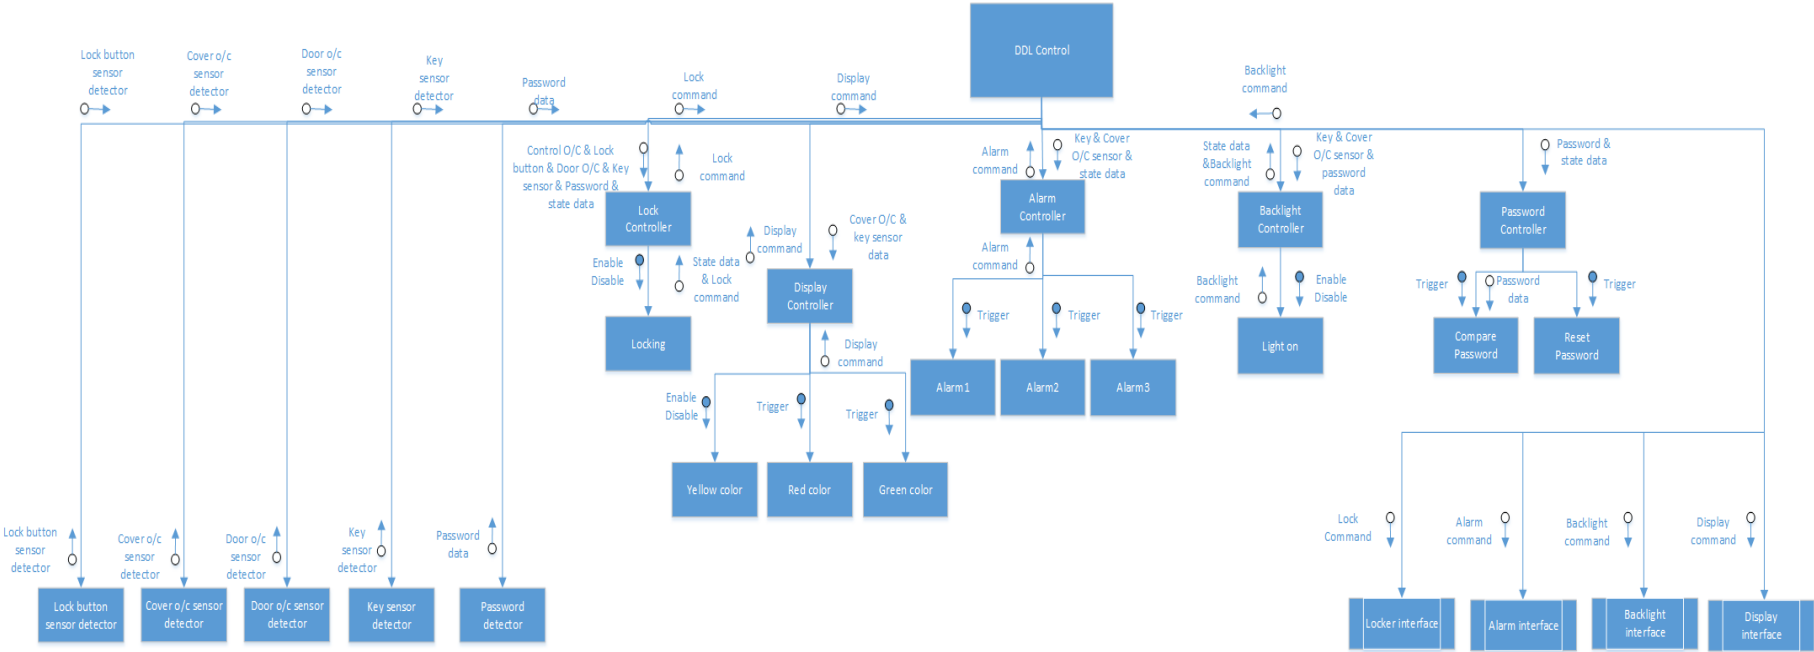 DDL Control
Lock button
sensor
detector
Cover o/c
sensor
detector
Door o/c
sensor
detector
Key
sensor
detector
Password
data
Lock
command
Display
command
Backlight
command
Control O/C & Lock
button & Door O/C & Key
sensor & Password &
state data
Lock
command
Alarm
command
Key & Cover
O/C sensor &
state data
State data
&Backlight
command
Key & Cover
O/C sensor &
password
data
Password &
state data
Lock
Controller
Alarm
Controller
Backlight
Controller
Password
Controller
Display
command
Cover O/C &
key sensor
data
Alarm
command
Enable
Disable
State data
& Lock
command
Display
Controller
Backlight
command
Enable
Disable
Trigger
Password
data
Trigger
Locking
Display
command
Trigger
Trigger
Trigger
Light on
Compare
Password
Reset
Password
Alarm1
Alarm2
Alarm3
Enable
Disable
Trigger
Trigger
Yellow color
Red color
Green color
Lock button
sensor
detector
Cover o/c
sensor
detector
Door o/c
sensor
detector
Key
sensor
detector
Password
data
Lock
Command
Alarm
command
Backlight
command
Display
command
Lock button
sensor detector
Cover o/c sensor
detector
Door o/c sensor
detector
Key sensor
detector
Password
detector
Locker interface
Alarm interface
Backlight
interface
Display
interface